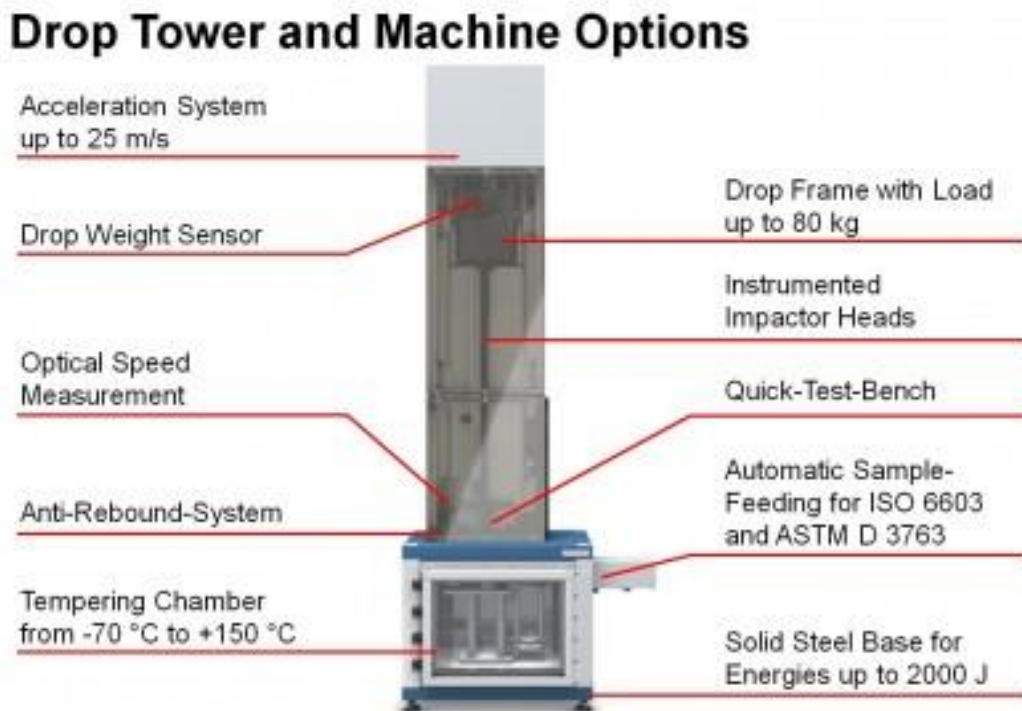 Drop Tower and Machine Options
Acceleration System
up to 25 m/s
Drop Weight Sensor
Optical Speed
Measurement
Anti-Rebound-System
Tempering Chamber
from -70 °C to +150 °C
Drop Frame with Load
up to 80 kg
Instrumented
Impactor Heads
Quick-Test-Bench
Automatic Sample-
Feeding for ISO 6603
and ASTM D 3763
Solid Steel Base for
Energies up to 2000 J